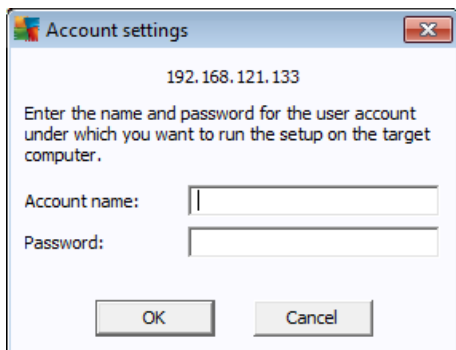 Account settings
192.168.121.133
Enter the name and password for the user account
under which you want to run the setup on the target
computer.
Account name:
Password:
OK
Cancel